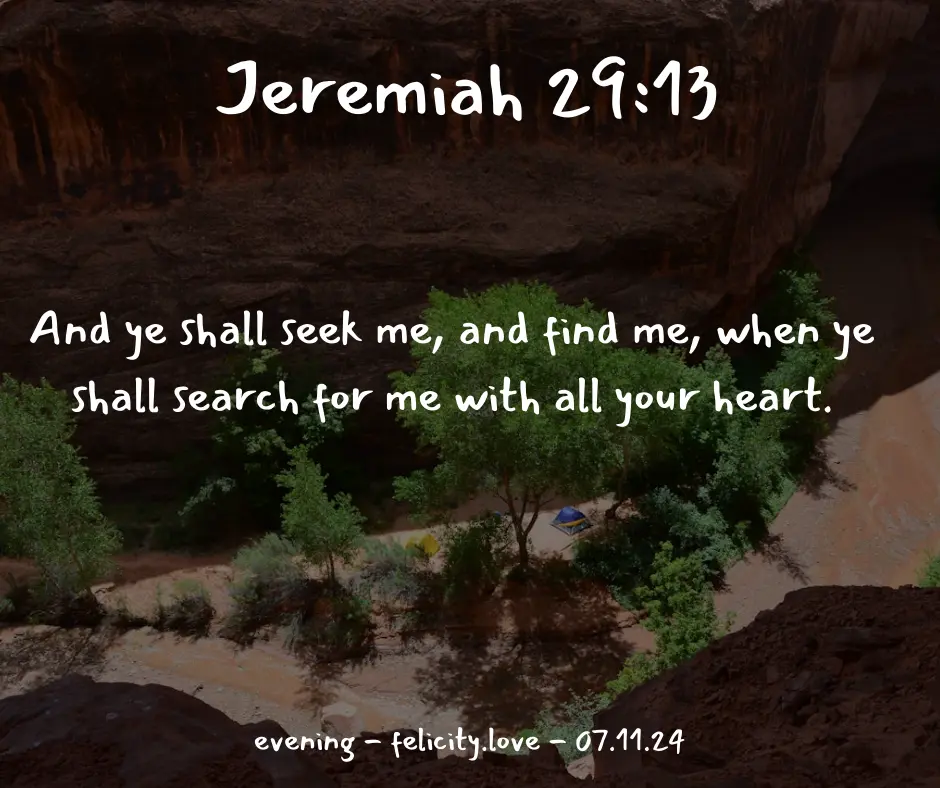 Jeremiah 29:13
And ye shall seek me, and find me, when ye
shall search for me with all your heart.
evening - felicity.love - 07.11.24